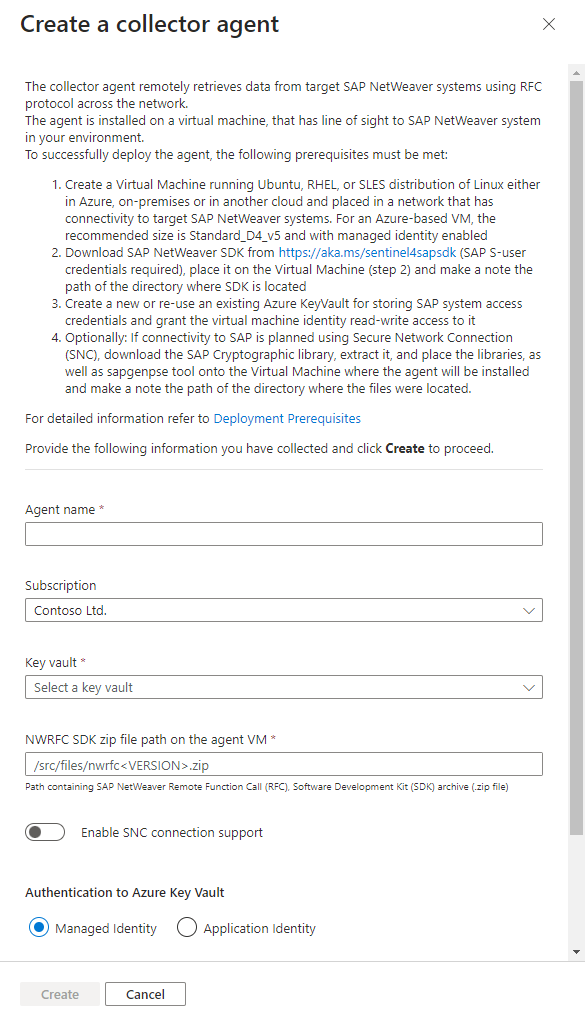 Create a collector agent
The collector agent remotely retrieves data from target SAP NetWeaver systems using RFC
protocol across the network.
The agent is installed on a virtual machine, that has line of sight to SAP NetWeaver system
in your environment.
To successfully deploy the agent, the following prerequisites must be met:
1. Create a Virtual Machine running Ubuntu, RHEL, or SLES distribution of Linux either
in Azure, on-premises or in another cloud and placed in a network that has
connectivity to target SAP NetWeaver systems. For an Azure-based VM, the
recommended size is Standard_D4_v5 and with managed identity enabled
2. Download SAP NetWeaver SDK from https://aka.ms/sentinel4sapsdk (SAP S-user
credentials required), place it on the Virtual Machine (step 2) and make a note the
path of the directory where SDK is located
3. Create a new or re-use an existing Azure KeyVault for storing SAP system access
credentials and grant the virtual machine identity read-write access to it
4. Optionally: If connectivity to SAP is planned using Secure Network Connection
(SNC), download the SAP Cryptographic library, extract it, and place the libraries, as
well as sapgenpse tool onto the Virtual Machine where the agent will be installed
and make a note the path of the directory where the files were located.
For detailed information refer to Deployment Prerequisites
Provide the following information you have collected and click Create to proceed.
Agent name *
Subscription
Contoso Ltd.
Key vault *
Select a key vault
NWRFC SDK zip file path on the agent VM *
/src/files/nwrfc<VERSION>.zip
Path containing SAP NetWeaver Remote Function Call (RFC), Software Development Kit (SDK) archive (.zip file)
Enable SNC connection support
Authentication to Azure Key Vault
Managed Identity Application Identity
Create Cancel